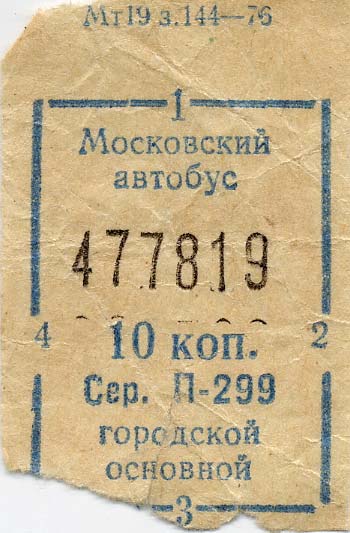 Мт19 з.144—76
1
Московский
автобус
477819
4 10 коп. 2
Сер. П-299
городской
основной
3